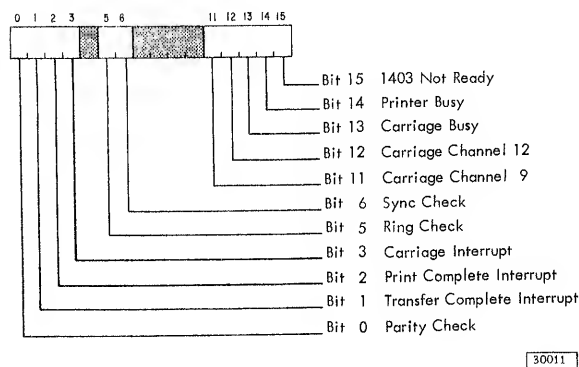 0 1 2 3 5 6 11 12 13 14 15
Bit 15 1403 Not Ready
Bit 14 Printer Busy
Bit 13 Carriage Busy
Bit 12 Carriage Channel 12
Bit 11 Carriage Channel 9
Bit 6 Sync Check
Bit 5 Ring Check
Bit 3 Carriage Interrupt
Bit 2 Print Complete Interrupt
Bit 1 Transfer Complete Interrupt
Bit 0 Parity Check
30011